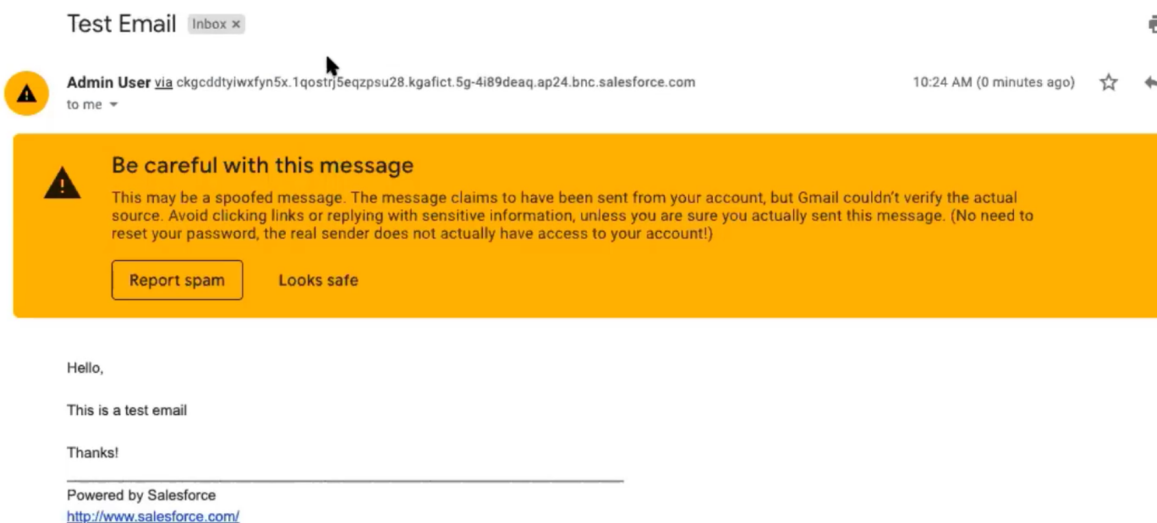 Test Email Inbox ×
Admin User via ckgcddtyiwxfyn5x.1qostrj5eqzpsu28.kgafict.5g-4i89deaq.ap24.bnc.salesforce.com 10:24 AM (0 minutes ago)
to me
Be careful with this message
This may be a spoofed message. The message claims to have been sent from your account, but Gmail couldn't verify the actual
source. Avoid clicking links or replying with sensitive information, unless you are sure you actually sent this message. (No need to
reset your password, the real sender does not actually have access to your account!)
Report spam Looks safe
Hello,
This is a test email
Thanks!
Powered by Salesforce
http://www.salesforce.com/